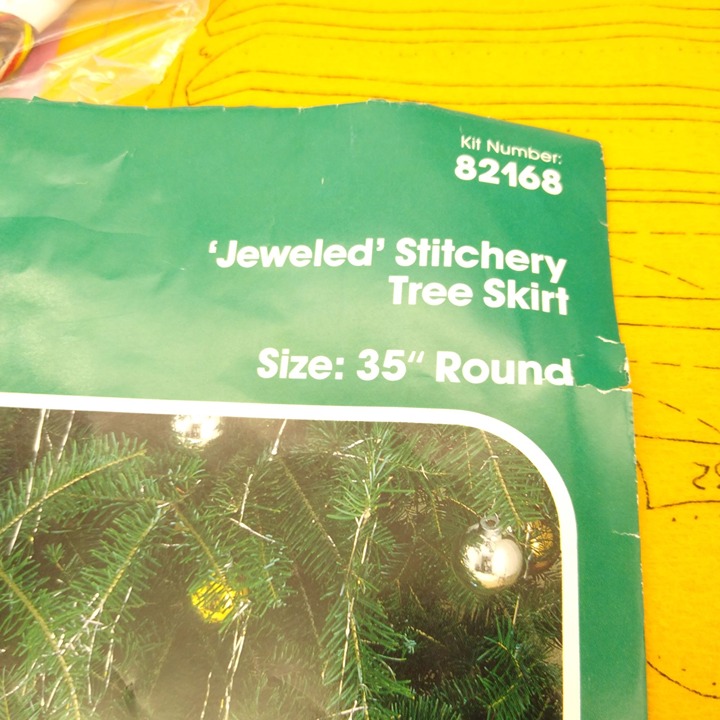 Kit Number:
82168
‘Jeweled’ Stitchery
Tree Skirt
Size: 35“ Round